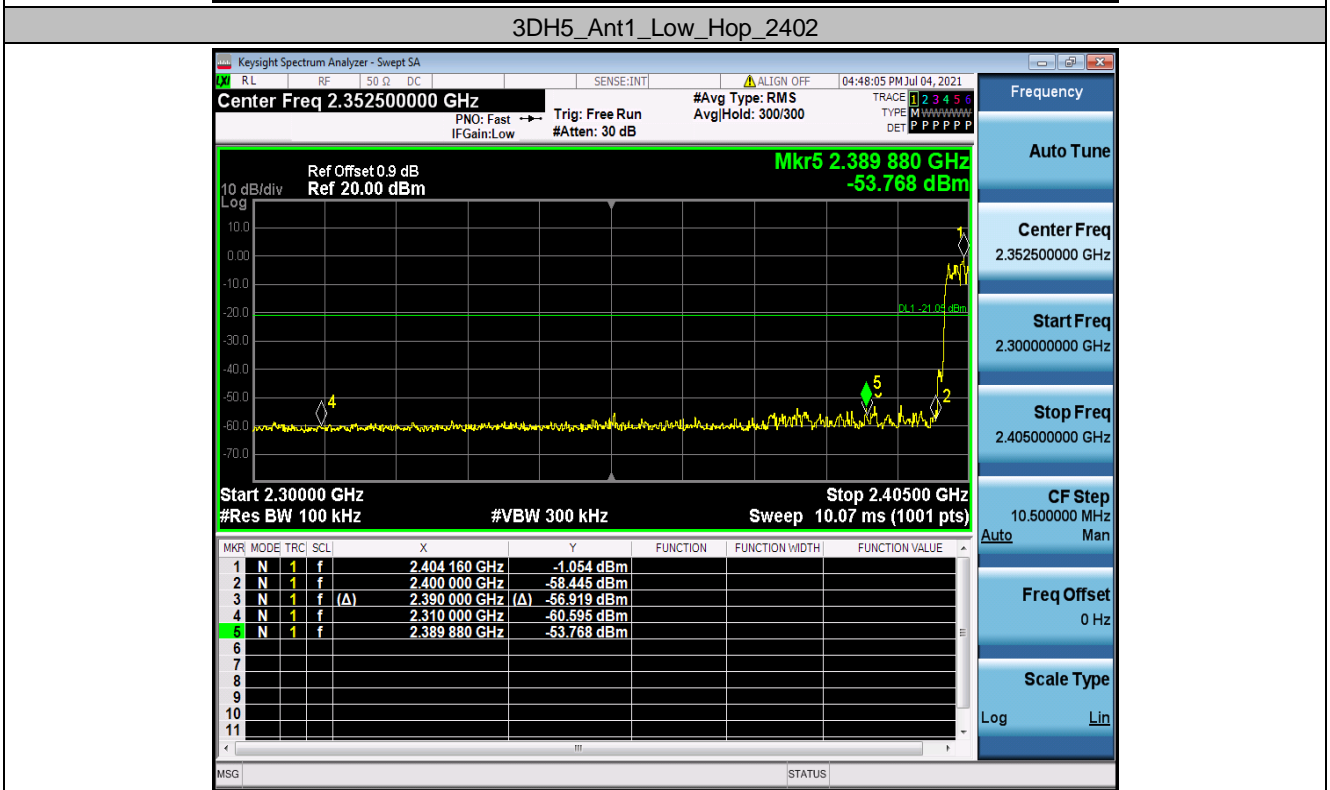 3DH5_Ant1_Low_Hop_2402
Keysight Spectrum Analyzer - Swept SA
LXI RL RF 50 Ω DC SENSE:INT ALIGN OFF 04:48:05 PM Jul 04, 2021
Center Freq 2.352500000 GHz
PNO: Fast
IFGain:Low
Trig: Free Run
#Atten: 30 dB
#Avg Type: RMS
Avg|Hold: 300/300
TRACE 1 2 3 4 5 6
TYPE M WWWWW
DET P P P P P P
Mkr5 2.389 880 GHz
-53.768 dBm
Ref Offset 0.9 dB
10 dB/div Ref 20.00 dBm
Log
10.0
0.00
-10.0
-20.0
-30.0
-40.0
-50.0
-60.0
-70.0
1
DL1 -21.05 dBm
4
5
2
Start 2.30000 GHz Stop 2.40500 GHz
#Res BW 100 kHz #VBW 300 kHz Sweep 10.07 ms (1001 pts)
MKR MODE TRC SCL X Y FUNCTION FUNCTION WIDTH FUNCTION VALUE
1 N 1 f 2.404 160 GHz -1.054 dBm
2 N 1 f 2.400 000 GHz -58.445 dBm
3 N 1 f (Δ) 2.390 000 GHz (Δ) -56.919 dBm
4 N 1 f 2.310 000 GHz -60.595 dBm
5 N 1 f 2.389 880 GHz -53.768 dBm
6
7
8
9
10
11
MSG STATUS
Frequency
Auto Tune
Center Freq
2.352500000 GHz
Start Freq
2.300000000 GHz
Stop Freq
2.405000000 GHz
CF Step
10.500000 MHz
Auto Man
Freq Offset
0 Hz
Scale Type
Log Lin